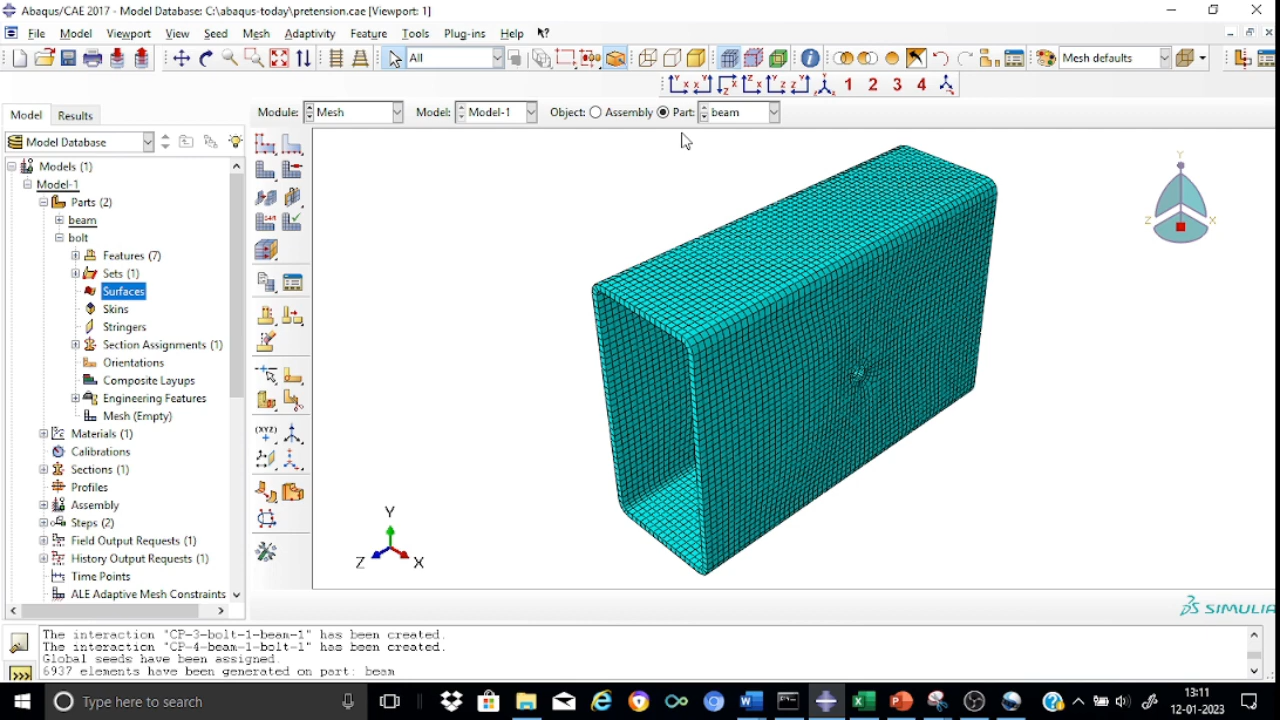 Abaqus/CAE 2017 - Model Database: C:\abaqus-today\pretension.cae [Viewport: 1]
File Model Viewport View Seed Mesh Adaptivity Feature Tools Plug-ins Help
All Mesh defaults
1 2 3 4
Model Results Module: Mesh Model: Model-1 Object: Assembly Part: beam
Model Database
Models (1)
Model-1
Parts (2)
beam
bolt
Features (7)
Sets (1)
Surfaces
Skins
Stringers
Section Assignments (1)
Orientations
Composite Layups
Engineering Features
Mesh (Empty)
Materials (1)
Calibrations
Sections (1)
Profiles
Assembly
Steps (2)
Field Output Requests (1)
History Output Requests (1)
Time Points
ALE Adaptive Mesh Constraints
(XYZ)
Y
Z X
Y
Z X
SIMULIA
The interaction "CP-3-bolt-1-beam-1" has been created.
The interaction "CP-4-beam-1-bolt-1" has been created.
Global seeds have been assigned.
6937 elements have been generated on part: beam
>>>
Type here to search
13:11
12-01-2023